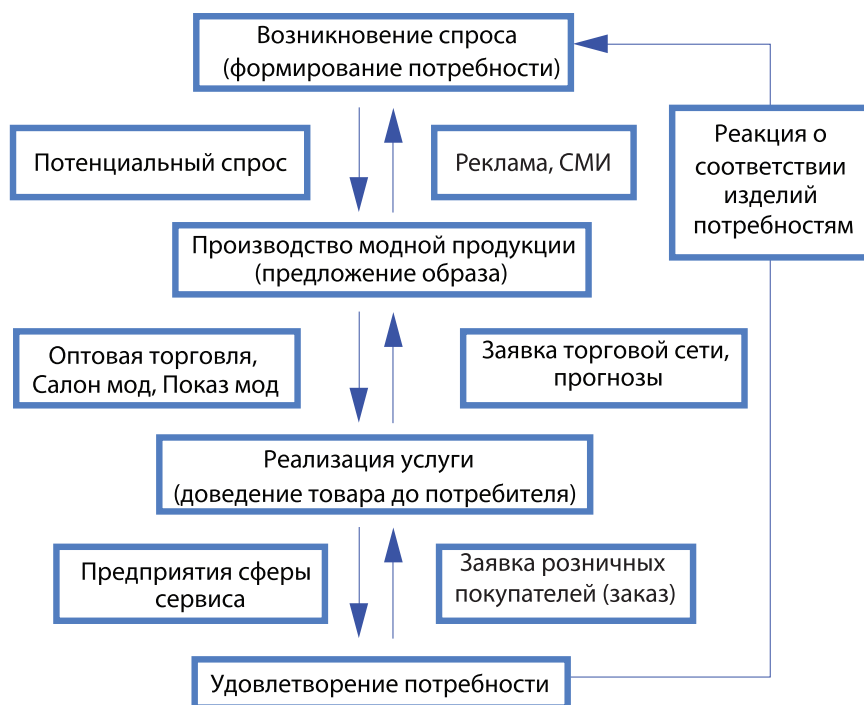 Возникновение спроса
(формирование потребности)
Потенциальный спрос
Реклама, СМИ
Реакция о
соответствии
изделий
потребностям
Производство модной продукции
(предложение образа)
Оптовая торговля,
Салон мод, Показ мод
Заявка торговой сети,
прогнозы
Реализация услуги
(доведение товара до потребителя)
Предприятия сферы
сервиса
Заявка розничных
покупателей (заказ)
Удовлетворение потребности